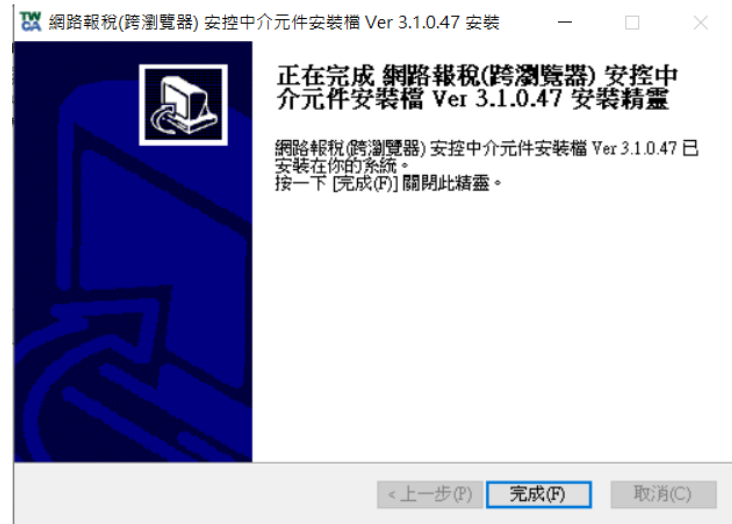 TWCA 網路報稅(跨瀏覽器) 安控中介元件安裝檔 Ver 3.1.0.47 安裝
正在完成 網路報稅(跨瀏覽器) 安控中
介元件安裝檔 Ver 3.1.0.47 安裝精靈
網路報稅(跨瀏覽器) 安控中介元件安裝檔 Ver 3.1.0.47 已
安裝在你的系統。
按一下 [完成(F)] 關閉此精靈。
<上一步(P) 完成(F) 取消(C)